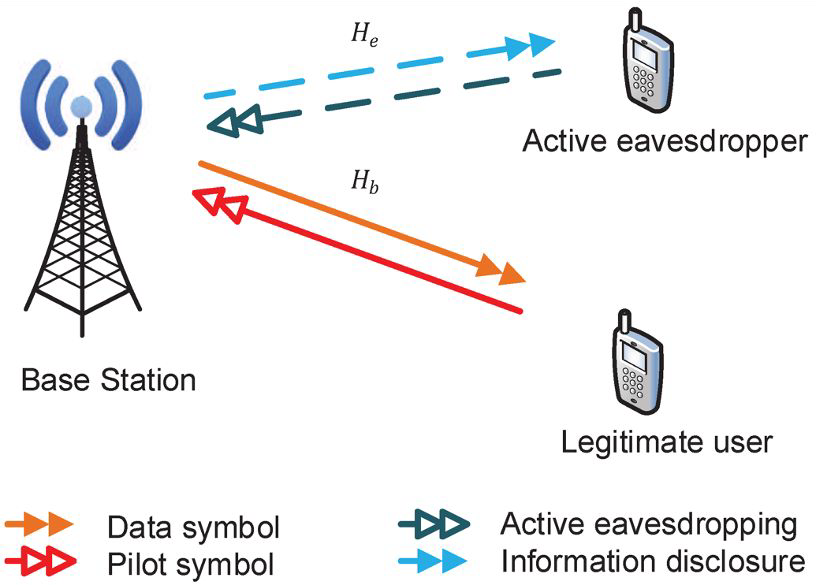 H_e
Active eavesdropper
H_b
Base Station
Legitimate user
Data symbol
Active eavesdropping
Pilot symbol
Information disclosure